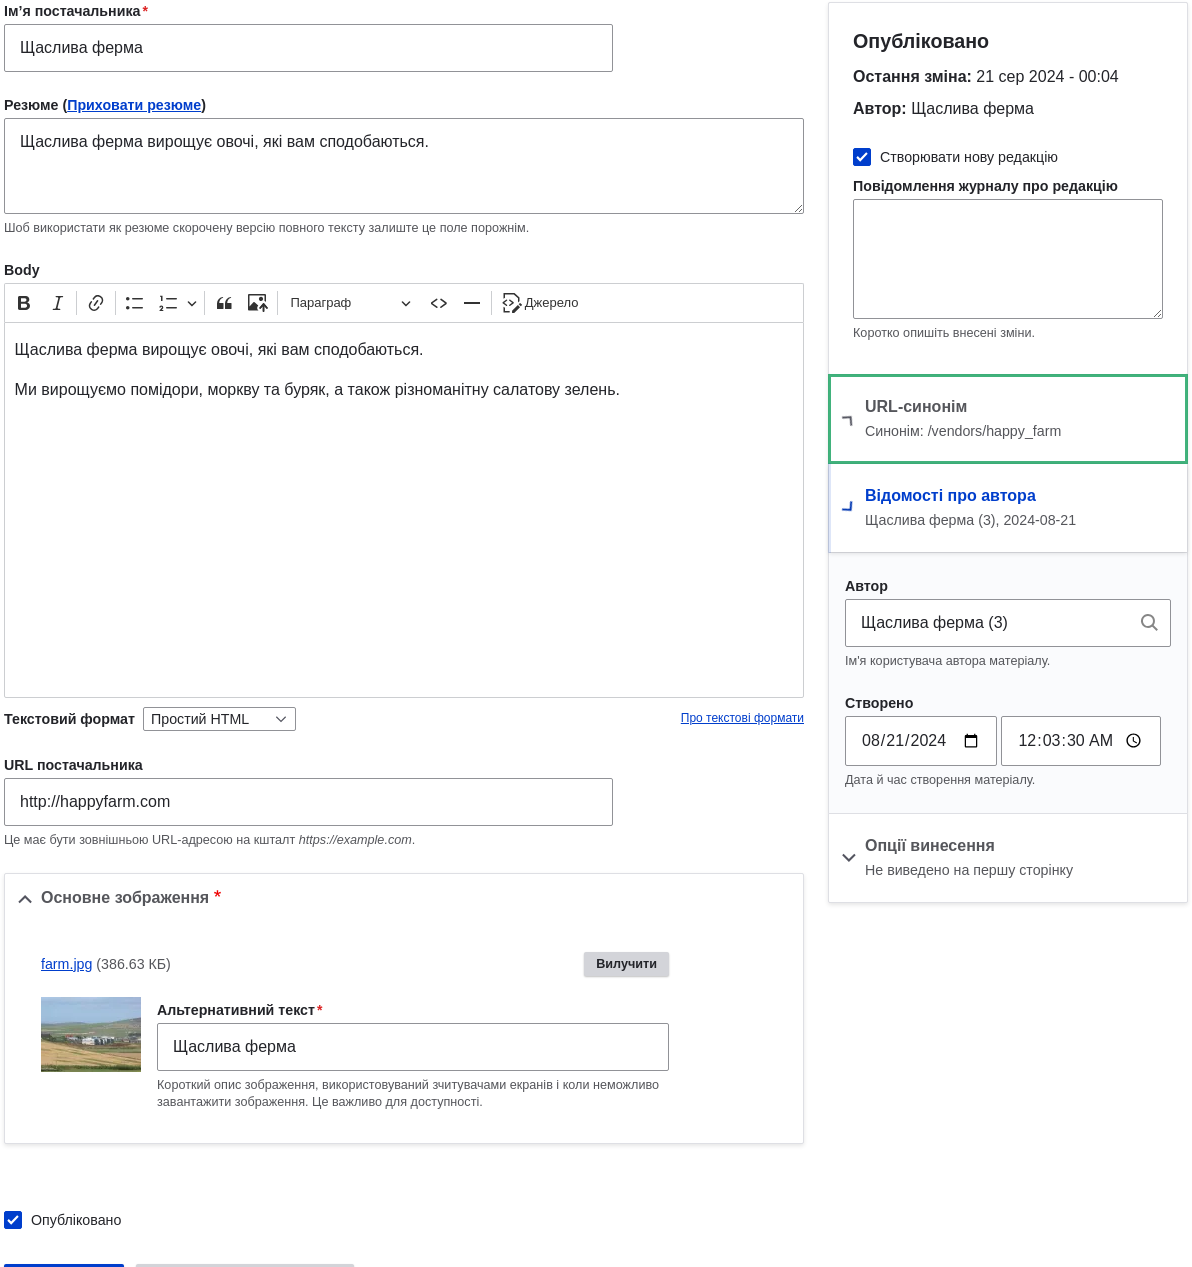 Ім’я постачальника*
Щаслива ферма
Резюме (Приховати резюме)
Щаслива ферма вирощує овочі, які вам сподобаються.
Шоб використати як резюме скорочену версію повного тексту залиште це поле порожнім.
Body
Параграф
Джерело
Щаслива ферма вирощує овочі, які вам сподобаються.
Ми вирощуємо помідори, моркву та буряк, а також різноманітну салатову зелень.
Текстовий формат
Простий HTML
Про текстові формати
URL постачальника
http://happyfarm.com
Це має бути зовнішньою URL-адресою на кшталт https://example.com.
Основне зображення *
farm.jpg (386.63 КБ)
Вилучити
Альтернативний текст*
Щаслива ферма
Короткий опис зображення, використовуваний зчитувачами екранів і коли неможливо
завантажити зображення. Це важливо для доступності.
Опубліковано
Опубліковано
Остання зміна: 21 сер 2024 - 00:04
Автор: Щаслива ферма
Створювати нову редакцію
Повідомлення журналу про редакцію
Коротко опишіть внесені зміни.
URL-синонім
Синонім: /vendors/happy_farm
Відомості про автора
Щаслива ферма (3), 2024-08-21
Автор
Щаслива ферма (3)
Ім'я користувача автора матеріалу.
Створено
08/21/2024
12:03:30 AM
Дата й час створення матеріалу.
Опції винесення
Не виведено на першу сторінку